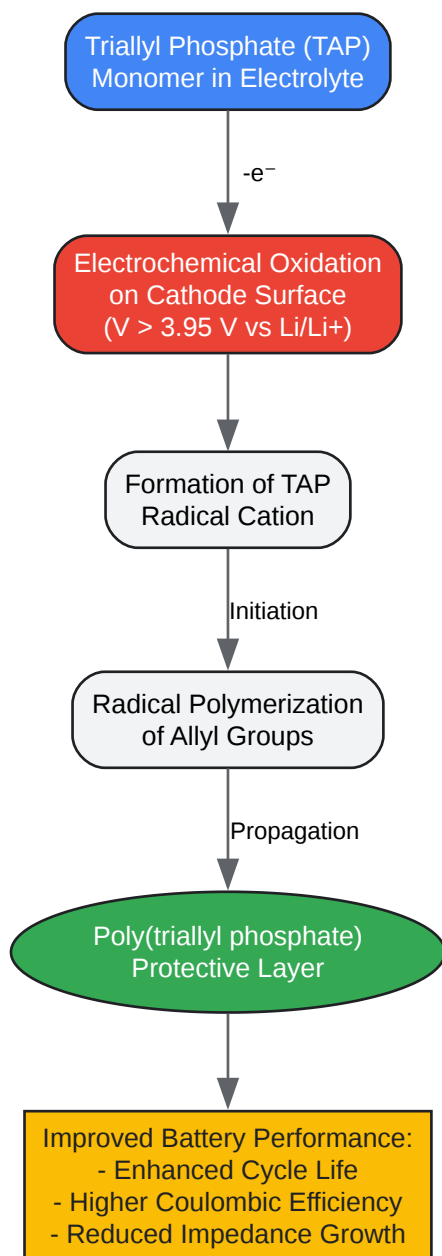 Triallyl Phosphate (TAP)
Monomer in Electrolyte
-e⁻
Electrochemical Oxidation
on Cathode Surface
(V > 3.95 V vs Li/Li+)
Formation of TAP
Radical Cation
Initiation
Radical Polymerization
of Allyl Groups
Propagation
Poly(triallyl phosphate)
Protective Layer
Improved Battery Performance:
- Enhanced Cycle Life
- Higher Coulombic Efficiency
- Reduced Impedance Growth